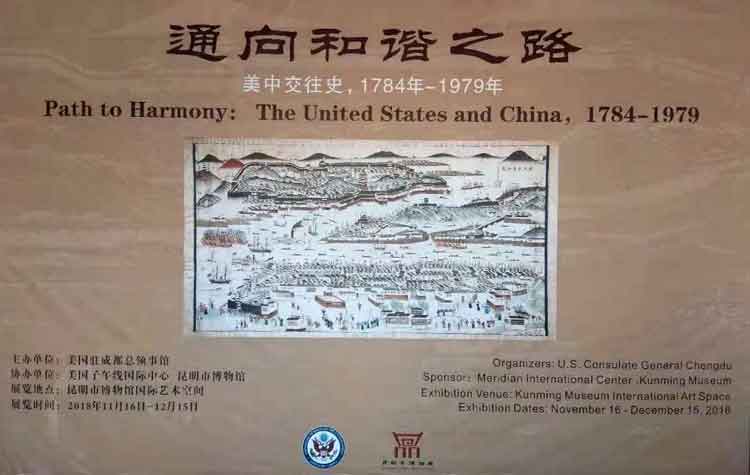 通向和谐之路
美中交往史，1784年-1979年
Path to Harmony: The United States and China, 1784-1979
主办单位：美国驻成都总领事馆
协办单位：美国子午线国际中心 昆明市博物馆
展览地点：昆明市博物馆国际艺术空间
展览时间：2018年11月16日-12月15日
Organizers: U.S. Consulate General Chengdu
Sponsor: Meridian International Center .Kunming Museum
Exhibition Venue: Kunming Museum International Art Space
Exhibition Dates: November 16 - December 15, 2018
昆明市博物馆